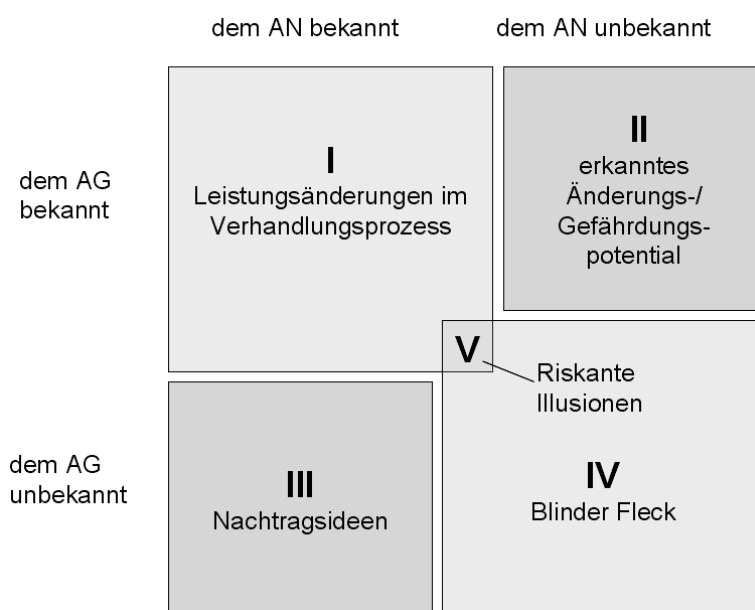 dem AN bekannt
dem AN unbekannt
dem AG
bekannt
I
Leistungsänderungen im
Verhandlungsprozess
II
erkanntes
Änderungs-/
Gefährdungs-
potential
V
Riskante
Illusionen
dem AG
unbekannt
III
Nachtragsideen
IV
Blinder Fleck